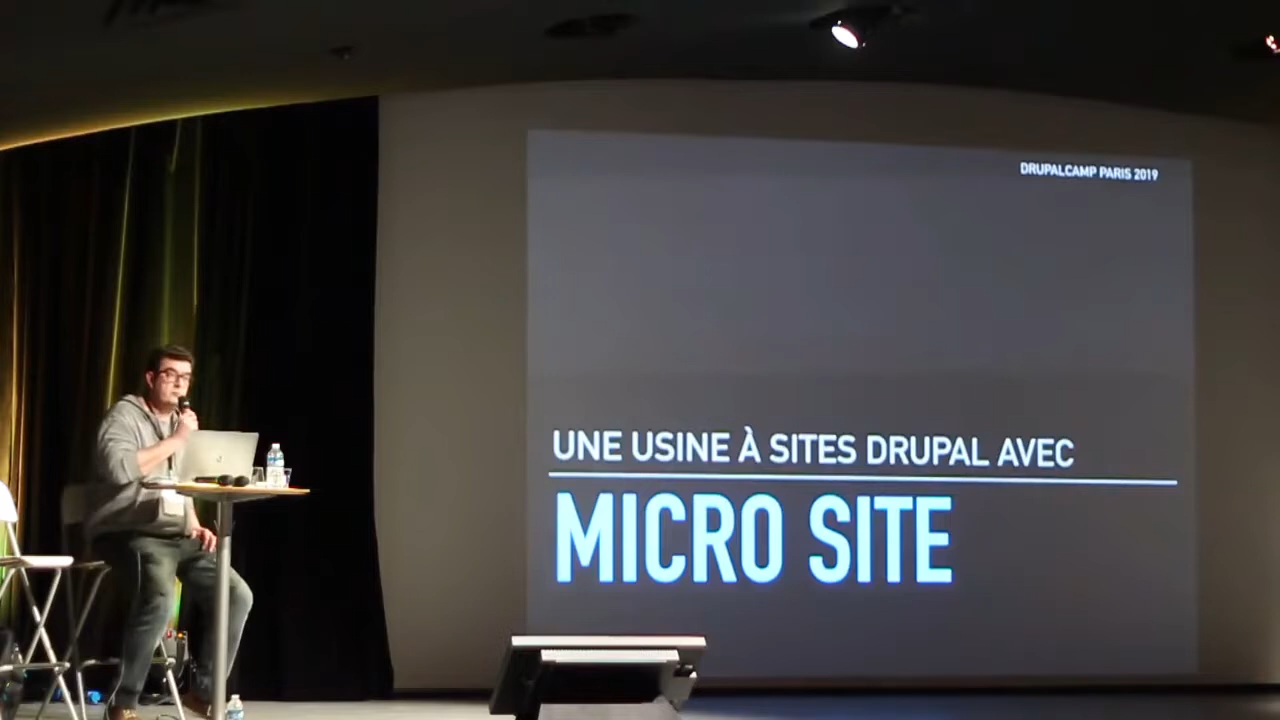 DRUPALCAMP PARIS 2019
UNE USINE À SITES DRUPAL AVEC
MICRO SITE